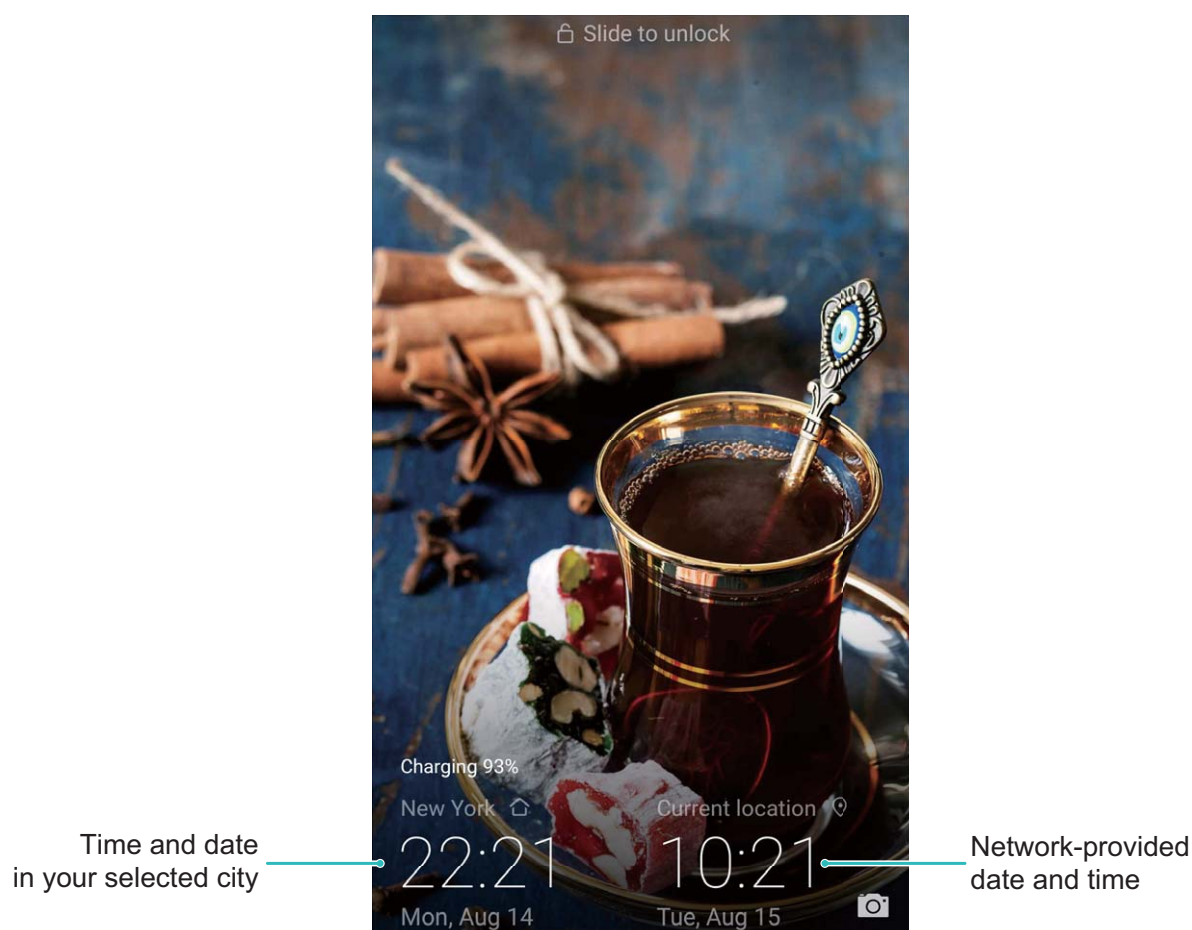 Slide to unlock
Charging 93%
New York
Current location
Time and date
in your selected city
22:21
10:21
Network-provided
date and time
Mon, Aug 14
Tue, Aug 15